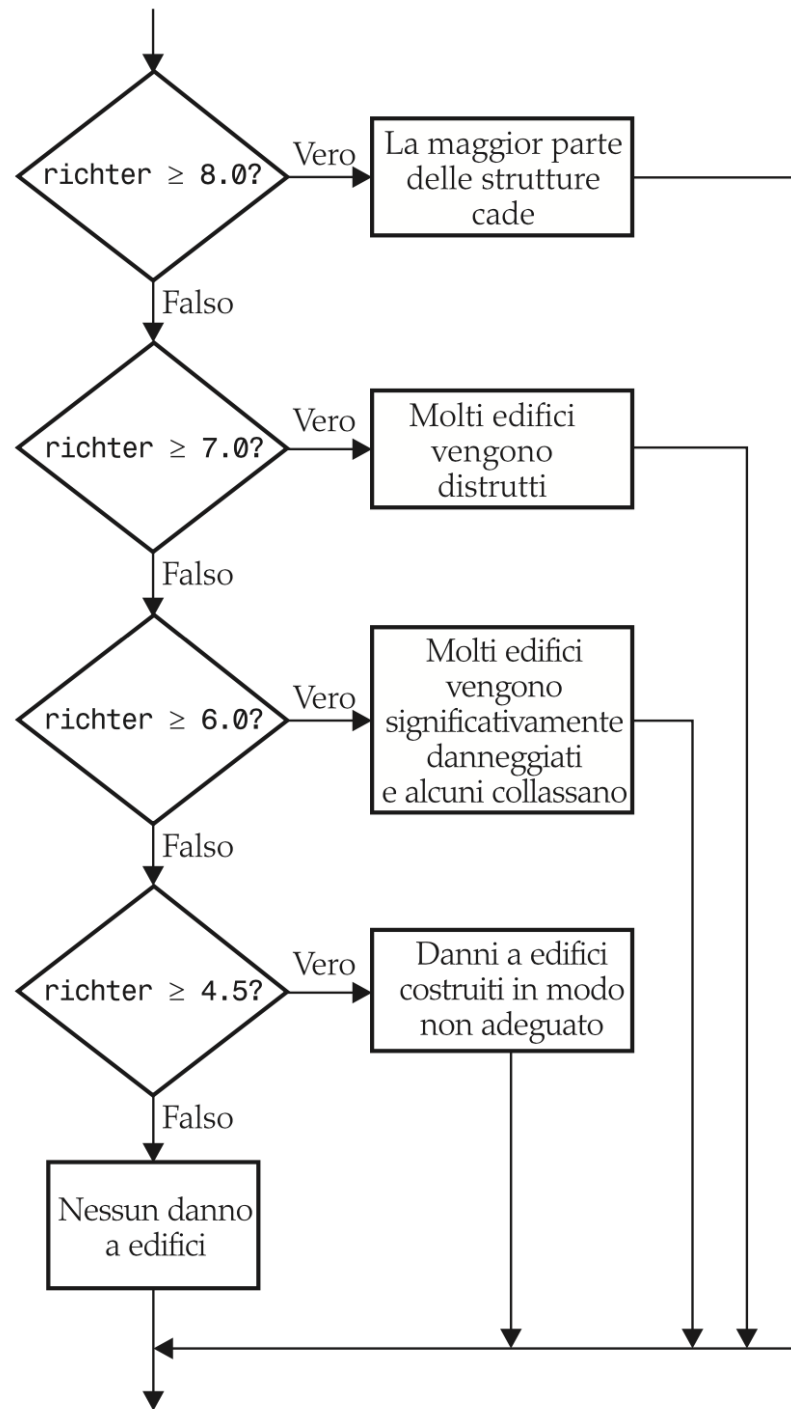 richter ≥ 8.0?
Vero
La maggior parte
delle strutture
cade
Falso
richter ≥ 7.0?
Vero
Molti edifici
vengono
distrutti
Falso
richter ≥ 6.0?
Vero
Molti edifici
vengono
significativamente
danneggiati
e alcuni collassano
Falso
richter ≥ 4.5?
Vero
Danni a edifici
costruiti in modo
non adeguato
Falso
Nessun danno
a edifici